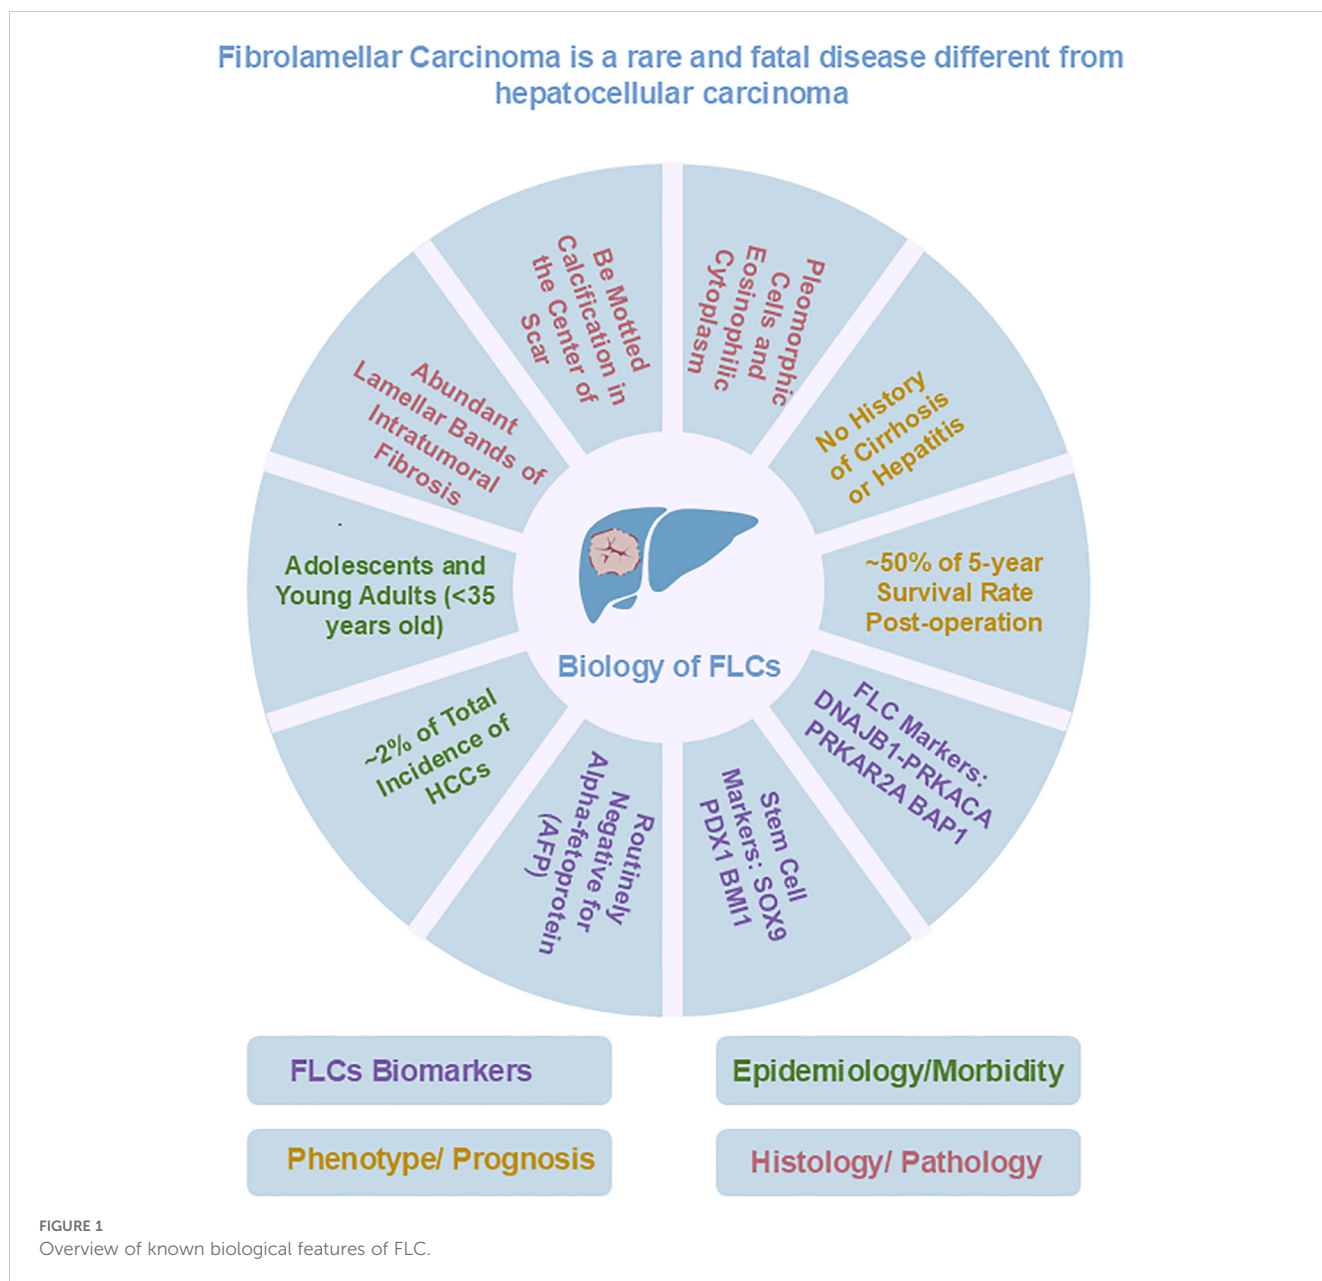 Fibrolamellar Carcinoma is a rare and fatal disease different from
hepatocellular carcinoma
Be Mottled
Calcification in
the Center of
Scar
Pleomorphic
Cells and
Eosinophilic
Cytoplasm
No History
of Cirrhosis
or Hepatitis
~50% of 5-year
Survival Rate
Post-operation
FLC Markers:
DNAJB1-PRKACA
PRKAR2A BAP1
Stem Cell
Markers: SOX9
PDX1 BMI1
Routinely
Negative for
Alpha-fetoprotein
(AFP)
~2% of Total
Incidence of
HCCs
Adolescents and
Young Adults (<35
years old)
Abundant
Lamellar Bands of
Intratumoral
Fibrosis
Biology of FLCs
FLCs Biomarkers
Epidemiology/Morbidity
Phenotype/ Prognosis
Histology/ Pathology
FIGURE 1
Overview of known biological features of FLC.